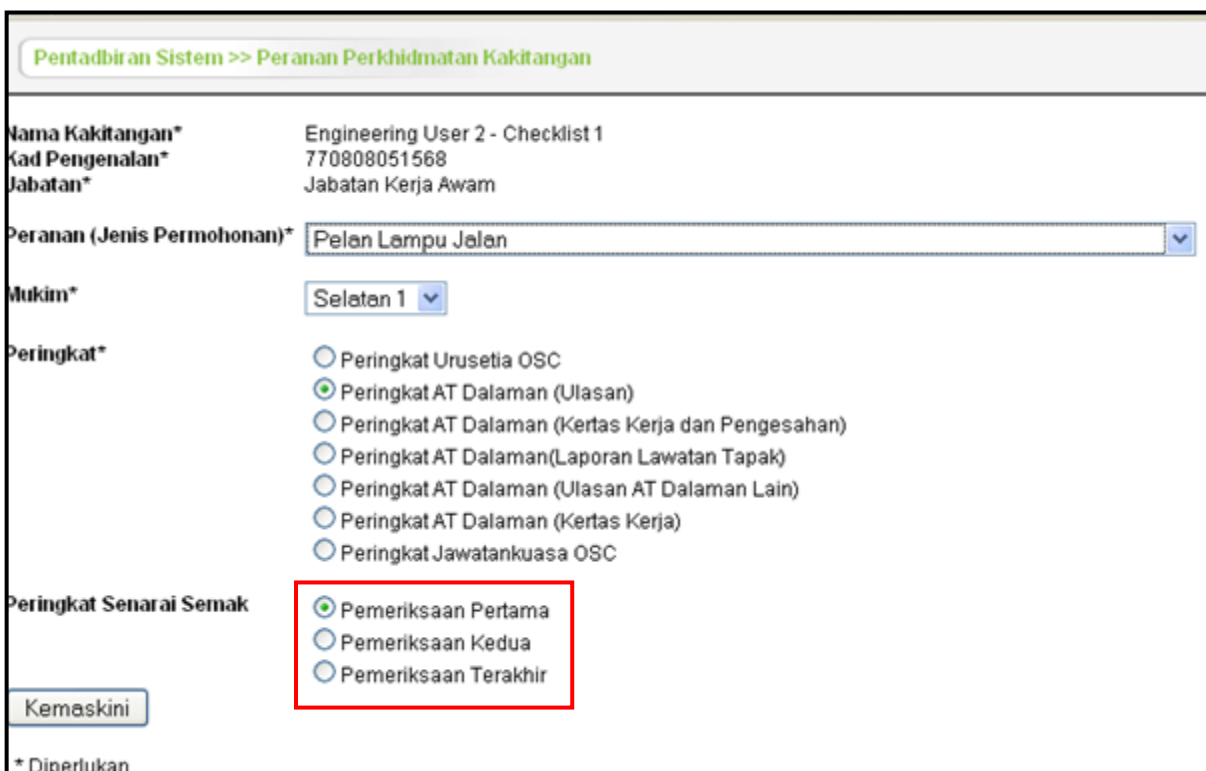 Pentadbiran Sistem >> Peranan Perkhidmatan Kakitangan
Nama Kakitangan* Engineering User 2 - Checklist 1
Kad Pengenalan* 770808051568
Jabatan* Jabatan Kerja Awam
Peranan (Jenis Permohonan)* Pelan Lampu Jalan
Mukim* Selatan 1
Peringkat* Peringkat Urusetia OSC
Peringkat AT Dalaman (Ulasan)
Peringkat AT Dalaman (Kertas Kerja dan Pengesahan)
Peringkat AT Dalaman(Laporan Lawatan Tapak)
Peringkat AT Dalaman (Ulasan AT Dalaman Lain)
Peringkat AT Dalaman (Kertas Kerja)
Peringkat Jawatankuasa OSC
Peringkat Senarai Semak Pemeriksaan Pertama
Pemeriksaan Kedua
Pemeriksaan Terakhir
Kemaskini
* Diperlukan